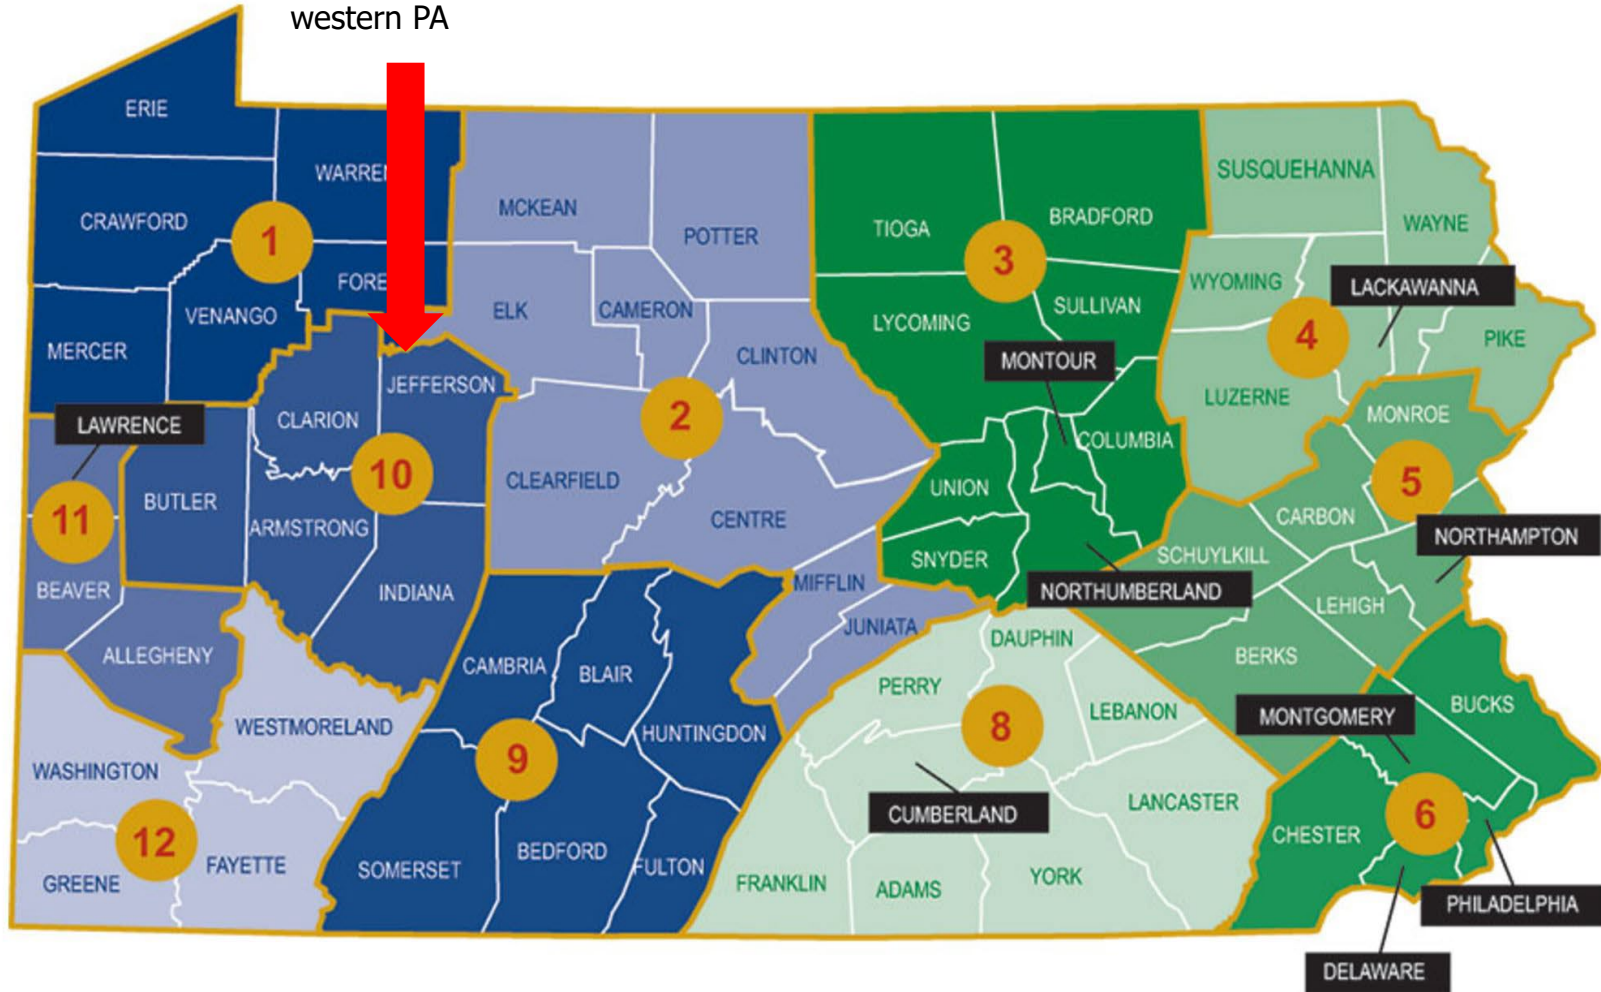 western PA
ERIE
WARREN
CRAWFORD
1
MCKEAN
POTTER
TIOGA
BRADFORD
3
SUSQUEHANNA
WAYNE
WYOMING
LACKAWANNA
4
PIKE
FORE
VENANGO
MERCER
ELK
CAMERON
CLINTON
LYCOMING
SULLIVAN
MONTOUR
LUZERNE
MONROE
5
LAWRENCE
CLARION
JEFFERSON
2
COLUMBIA
10
11
BUTLER
ARMSTRONG
CLEARFIELD
CENTRE
UNION
SNYDER
CARBON
NORTHAMPTON
SCHUYLKILL
NORTHUMBERLAND
LEHIGH
BEAVER
INDIANA
MIFFLIN
JUNIATA
DAUPHIN
BERKS
ALLEGHENY
CAMBRIA
BLAIR
PERRY
LEBANON
8
MONTGOMERY
BUCKS
WESTMORELAND
HUNTINGDON
WASHINGTON
9
CUMBERLAND
LANCASTER
6
CHESTER
12
GREENE
FAYETTE
SOMERSET
BEDFORD
FULTON
FRANKLIN
ADAMS
YORK
PHILADELPHIA
DELAWARE